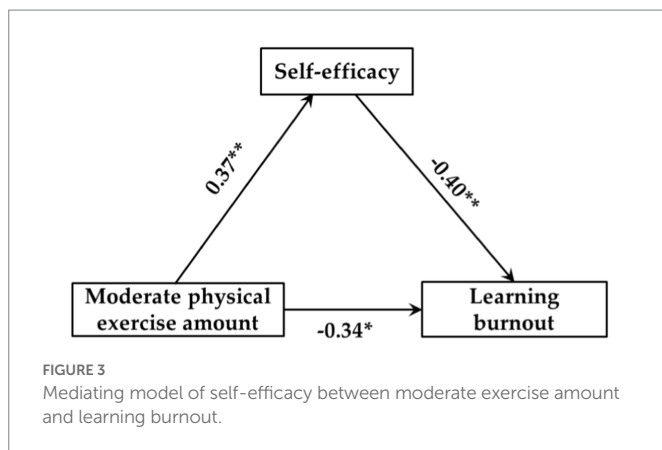 Self-efficacy
0.37**
-0.40**
Moderate physical
exercise amount
-0.34*
Learning
burnout
FIGURE 3
Mediating model of self-efficacy between moderate exercise amount
and learning burnout.